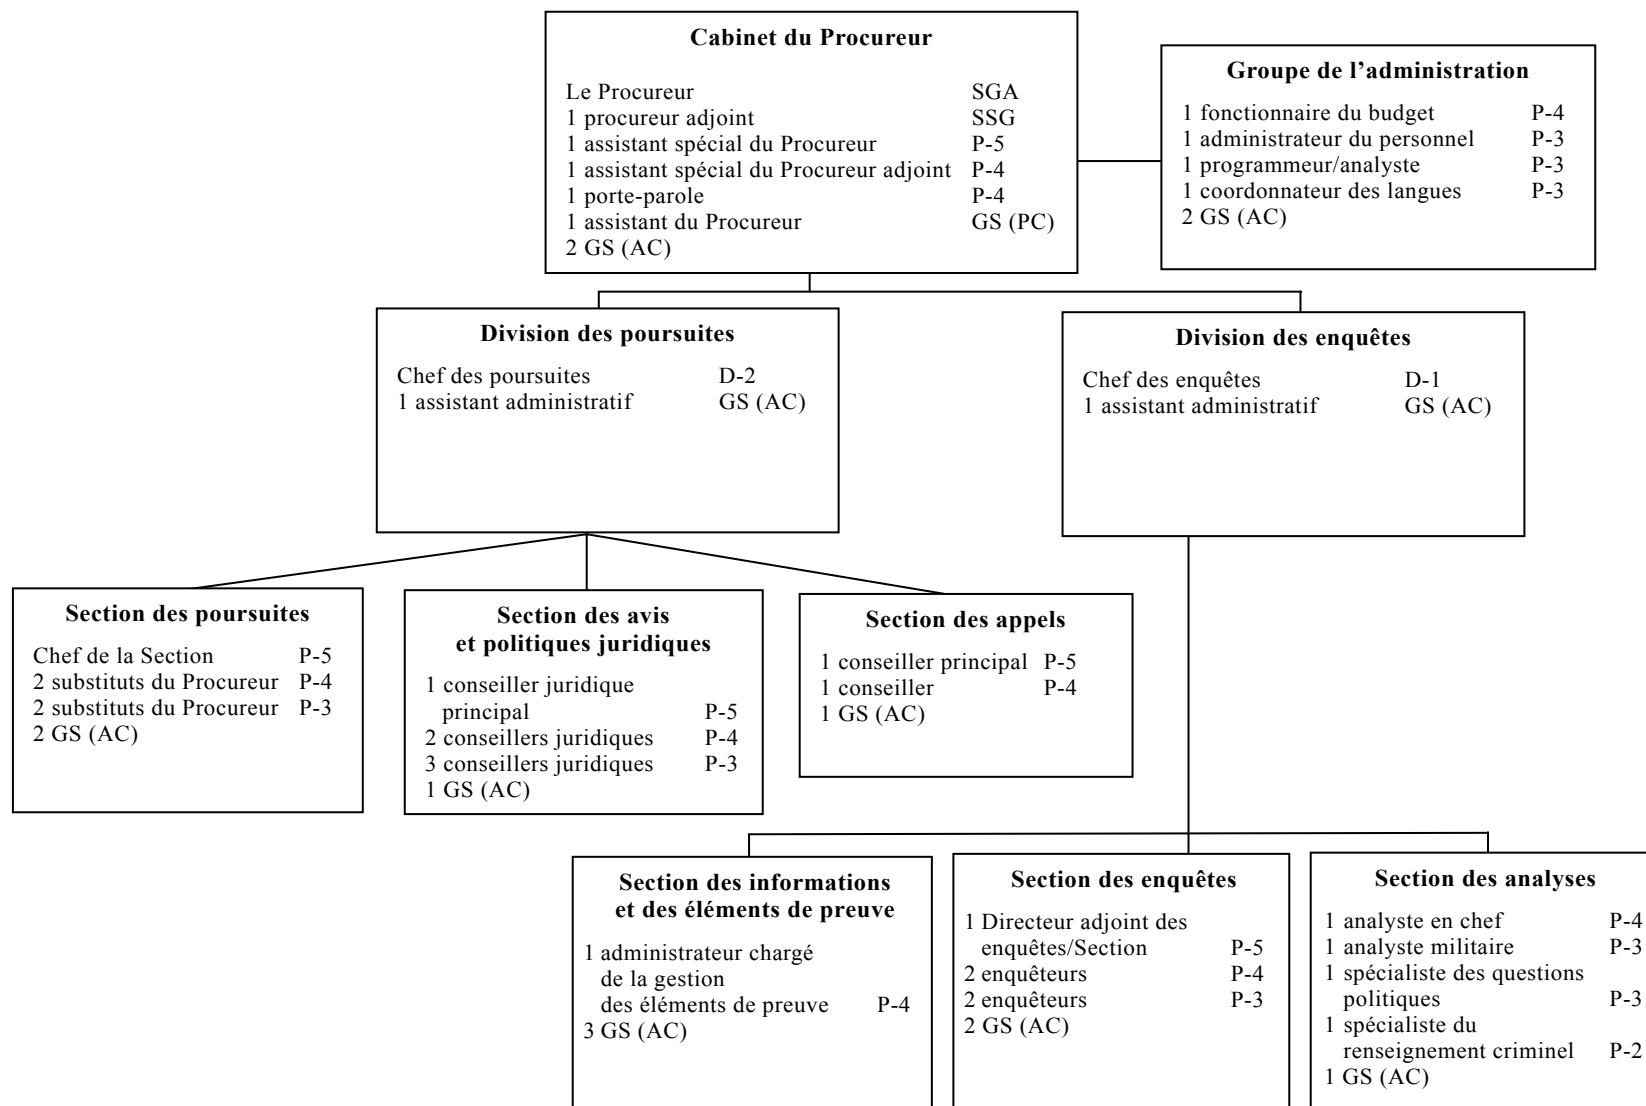 Cabinet du Procureur
Le Procureur SGA
1 procureur adjoint SSG
1 assistant spécial du Procureur P-5
1 assistant spécial du Procureur adjoint P-4
1 porte-parole P-4
1 assistant du Procureur GS (PC)
2 GS (AC)
Groupe de l’administration
1 fonctionnaire du budget P-4
1 administrateur du personnel P-3
1 programmeur/analyste P-3
1 coordonnateur des langues P-3
2 GS (AC)
Division des poursuites
Chef des poursuites D-2
1 assistant administratif GS (AC)
Division des enquêtes
Chef des enquêtes D-1
1 assistant administratif GS (AC)
Section des poursuites
Chef de la Section P-5
2 substituts du Procureur P-4
2 substituts du Procureur P-3
2 GS (AC)
Section des avis
et politiques juridiques
1 conseiller juridique
principal P-5
2 conseillers juridiques P-4
3 conseillers juridiques P-3
1 GS (AC)
Section des appels
1 conseiller principal P-5
1 conseiller P-4
1 GS (AC)
Section des informations
et des éléments de preuve
1 administrateur chargé
de la gestion
des éléments de preuve P-4
3 GS (AC)
Section des enquêtes
1 Directeur adjoint des
enquêtes/Section P-5
2 enquêteurs P-4
2 enquêteurs P-3
2 GS (AC)
Section des analyses
1 analyste en chef P-4
1 analyste militaire P-3
1 spécialiste des questions
politiques P-3
1 spécialiste du
renseignement criminel P-2
1 GS (AC)